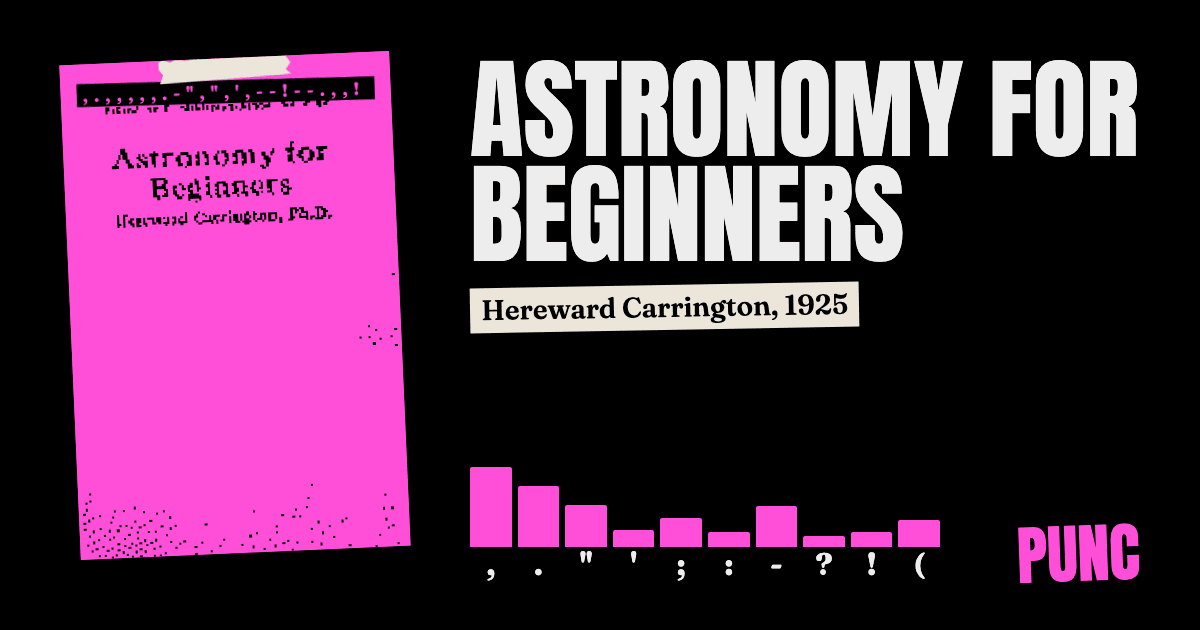 ,.,,,,,.-",",',--!--.,,!
Astronomy for
Beginners
Hereward Carrington, Ph.D.
ASTRONOMY FOR
BEGINNERS
Hereward Carrington, 1925
, . " ' ; : - ? ! (
PUNC